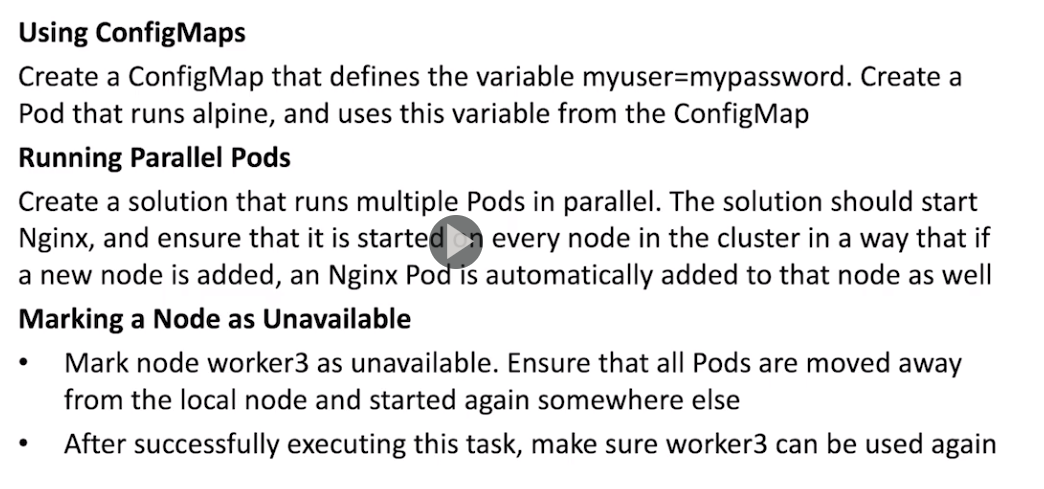 Using ConfigMaps
Create a ConfigMap that defines the variable myuser=mypassword. Create a
Pod that runs alpine, and uses this variable from the ConfigMap
Running Parallel Pods
Create a solution that runs multiple Pods in parallel. The solution should start
Nginx, and ensure that it is started on every node in the cluster in a way that if
a new node is added, an Nginx Pod is automatically added to that node as well
Marking a Node as Unavailable
• Mark node worker3 as unavailable. Ensure that all Pods are moved away
from the local node and started again somewhere else
• After successfully executing this task, make sure worker3 can be used again